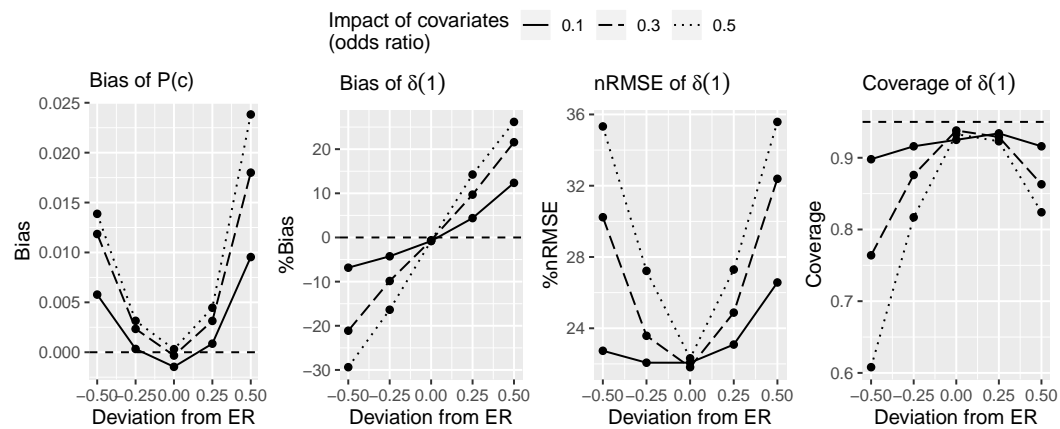 Impact of covariates
(odds ratio)
0.1 0.3 0.5
Bias of P(c)
Bias
0.025
0.020
0.015
0.010
0.005
0.000
−0.50 −0.25 0.00 0.25 0.50
Deviation from ER
Bias of δ(1)
%Bias
20
10
0
−10
−20
−30
−0.50 −0.25 0.00 0.25 0.50
Deviation from ER
nRMSE of δ(1)
%nRMSE
36
32
28
24
−0.50 −0.25 0.00 0.25 0.50
Deviation from ER
Coverage of δ(1)
Coverage
0.9
0.8
0.7
0.6
−0.50 −0.25 0.00 0.25 0.50
Deviation from ER